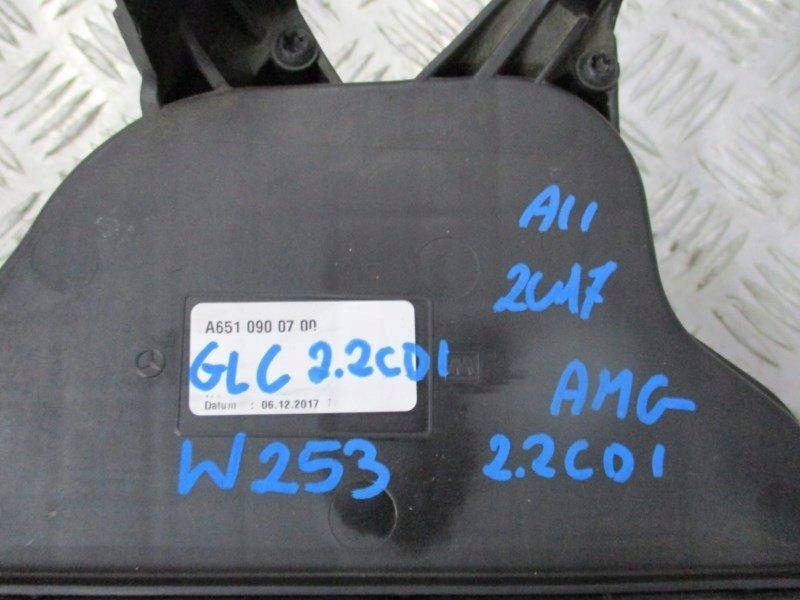 A11
2017
A651 090 07 00
GLC 2.2CDI
Datum : 06.12.2017
AMG
W253
2.2CDI